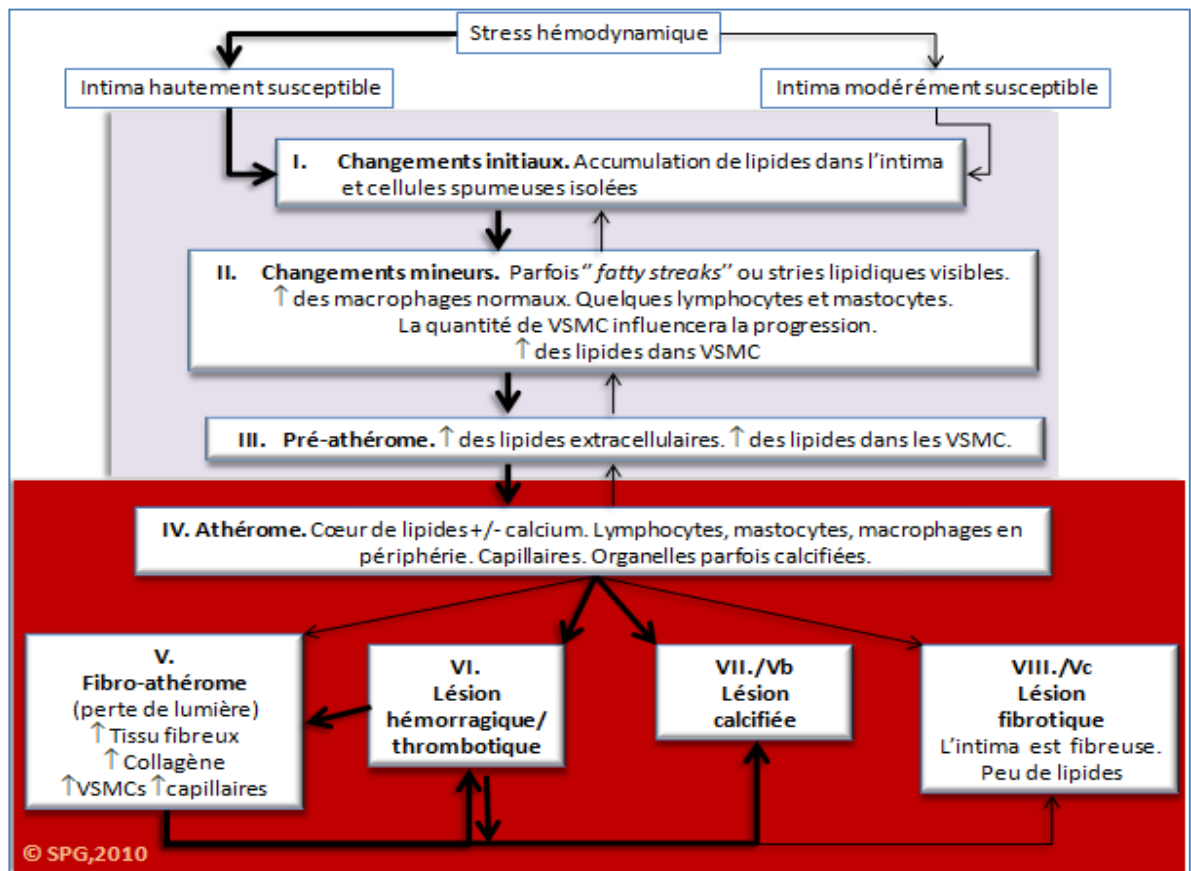 Stress hémodynamique
Intima hautement susceptible
Intima modérément susceptible
I. Changements initiaux. Accumulation de lipides dans l'intima
et cellules spumeuses isolées
II. Changements mineurs. Parfois “ fatty streaks” ou stries lipidiques visibles.
↑ des macrophages normaux. Quelques lymphocytes et mastocytes.
La quantité de VSMC influencera la progression.
↑ des lipides dans VSMC
III. Pré-athérome. ↑ des lipides extracellulaires. ↑ des lipides dans les VSMC.
IV. Athérome. Cœur de lipides +/- calcium. Lymphocytes, mastocytes, macrophages en
périphérie. Capillaires. Organelles parfois calcifiées.
V.
Fibro-athérome
(perte de lumière)
↑ Tissu fibreux
↑ Collagène
↑VSMCs ↑capillaires
VI.
Lésion
hémorragique/
thrombotique
VII./Vb
Lésion
calcifiée
VIII./Vc
Lésion
fibrotique
L'intima est fibreuse.
Peu de lipides
© SPG,2010